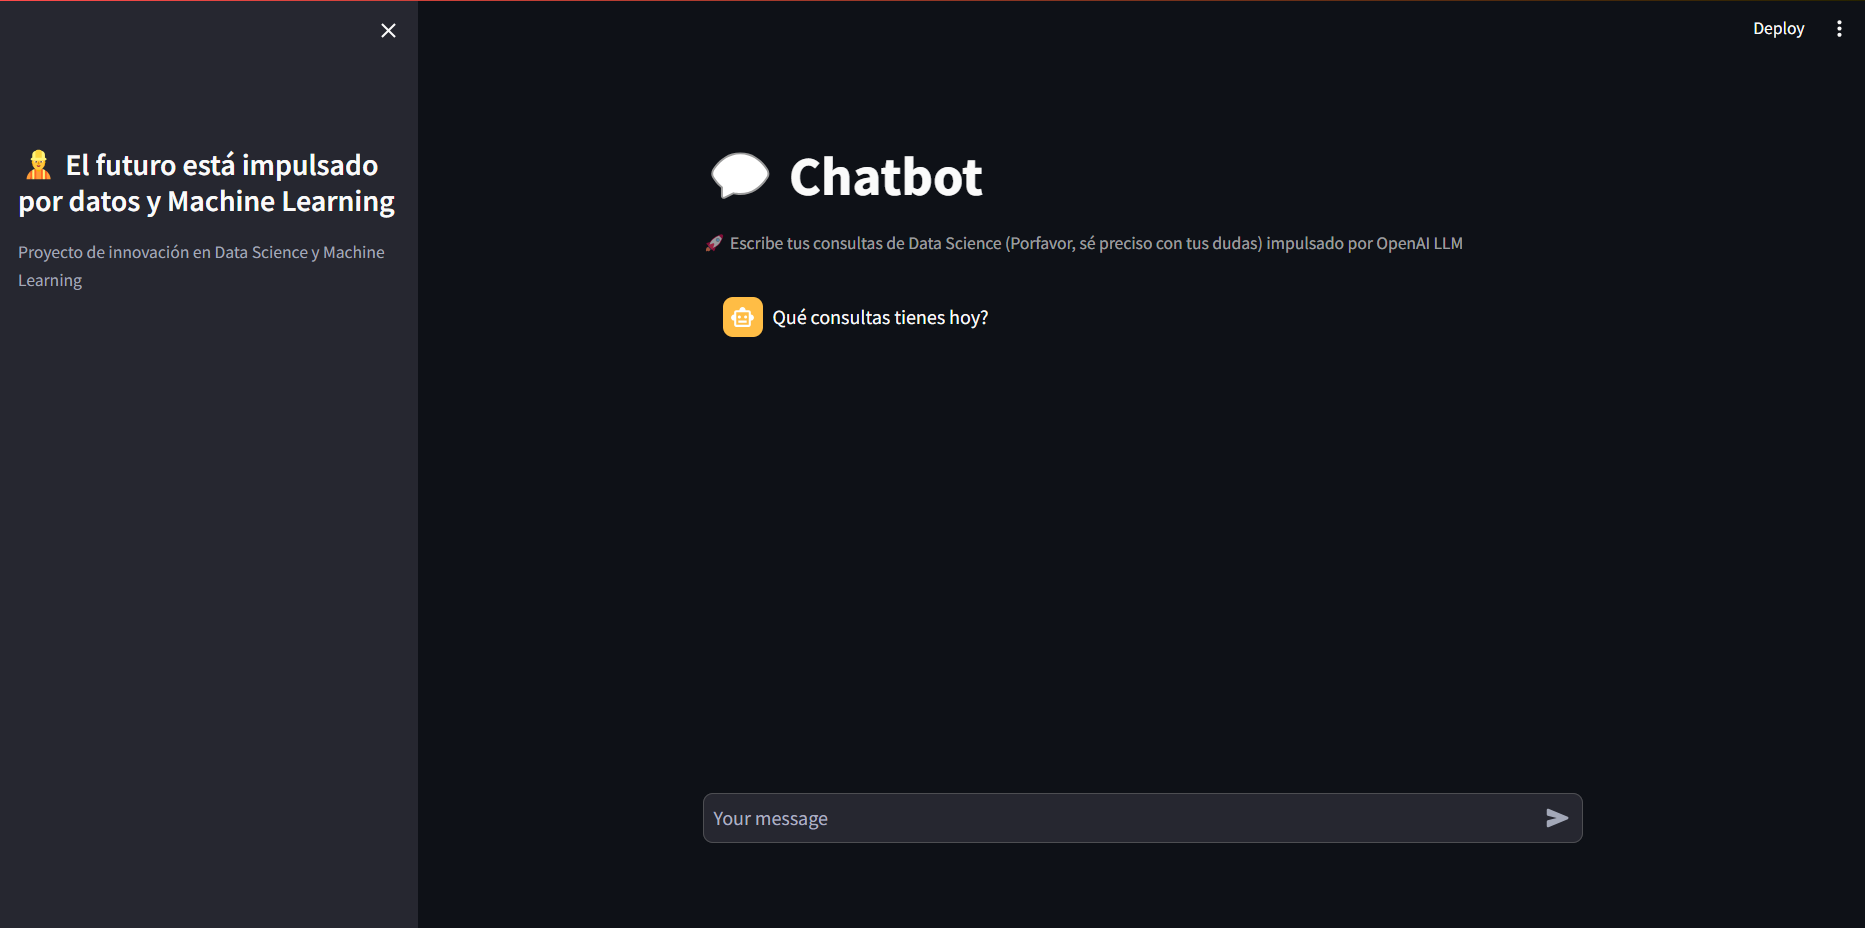 Deploy
El futuro está impulsado
por datos y Machine Learning
Proyecto de innovación en Data Science y Machine
Learning
Chatbot
Escribe tus consultas de Data Science (Porfavor, sé preciso con tus dudas) impulsado por OpenAI LLM
Qué consultas tienes hoy?
Your message